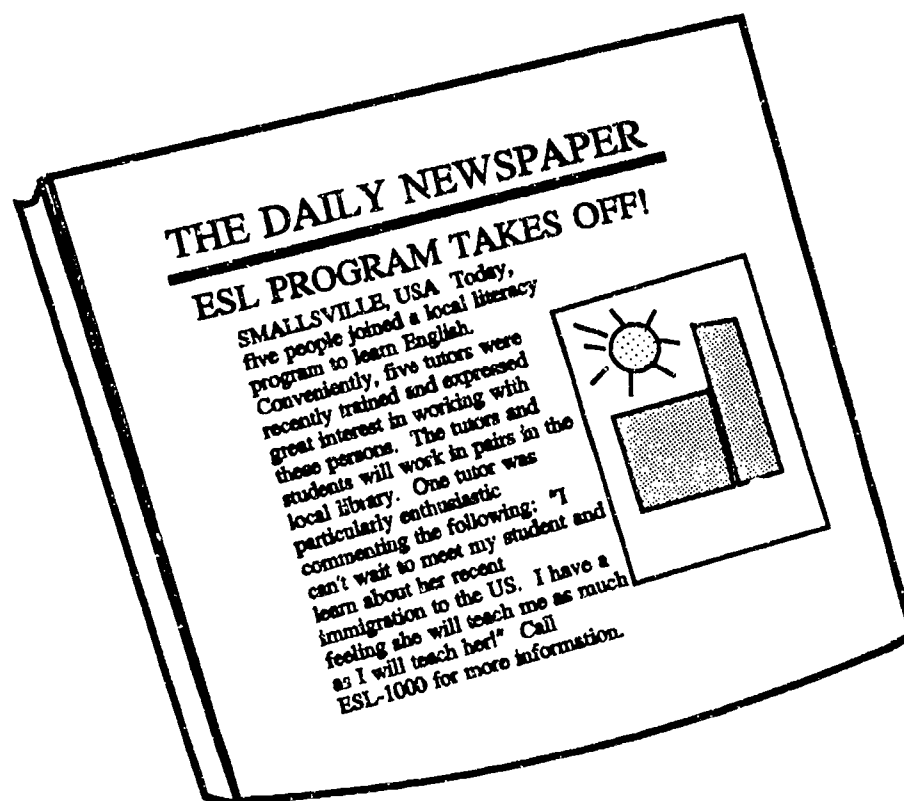 THE DAILY NEWSPAPER
ESL PROGRAM TAKES OFF!
SMALLSVILLE, USA Today,
five people joined a local literacy
program to learn English.
Conveniently, five tutors were
recently trained and expressed
great interest in working with
these persons. The tutors and
students will work in pairs in the
local library. One tutor was
particularly enthusiastic
commenting the following; "I
can't wait to meet my student and
learn about her recent
immigration to the US. I have a
feeling she will teach me as much
as I will teach her!" Call
ESL-1000 for more information.